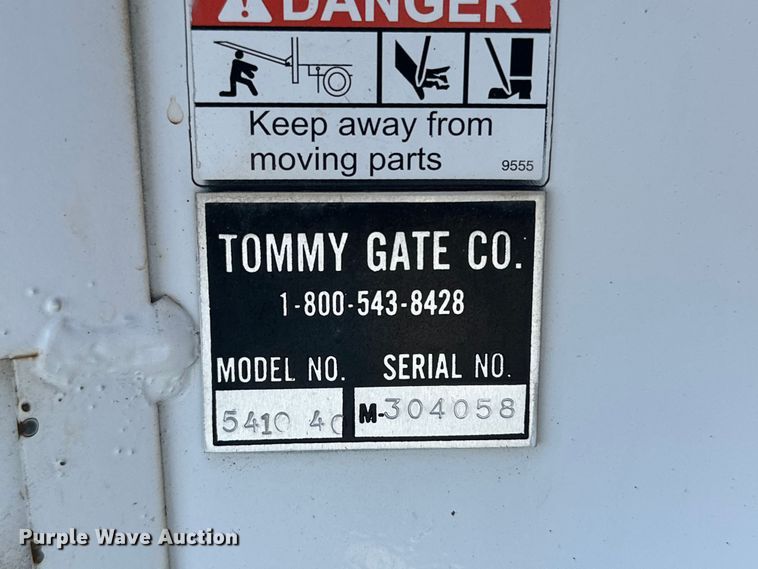 DANGER
Keep away from
moving parts
9555
TOMMY GATE CO.
1-800-543-8428
MODEL NO. SERIAL NO.
5410 40 M-304058
Purple Wave Auction